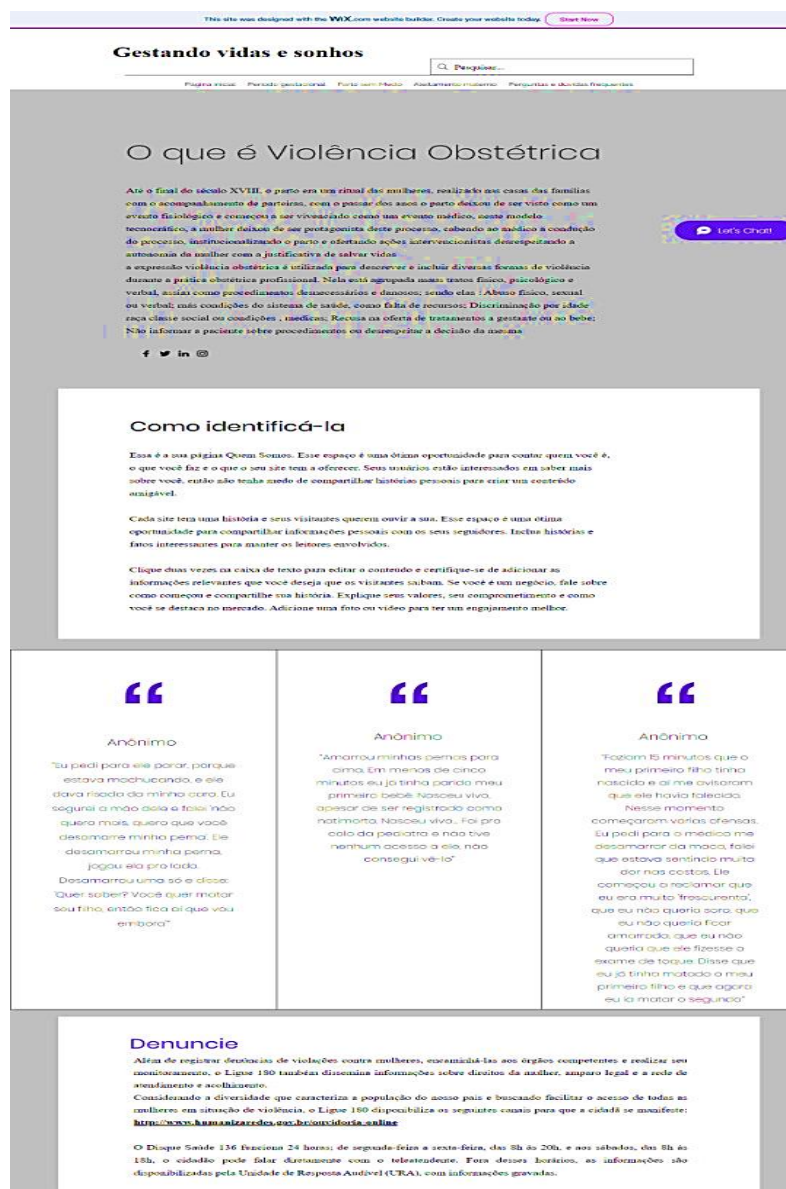 This site was designed with the WiX.com website builder. Create your website today. Start Now
Gestando vidas e sonhos
Pesquisar...
Página inicial Período gestacional Parto sem Medo Aleitamento materno Perguntas e dúvidas frequentes
O que é Violência Obstétrica
Até o final do século XVIII, o parto era um ritual das mulheres, realizado nas casas das famílias
com o acompanhamento de parteiras, com o passar dos anos o parto deixou de ser visto como um
evento fisiológico e começou a ser vivenciado como um evento médico, neste modelo
tecnocrático, a mulher deixou de ser protagonista deste processo, cabendo ao médico a condução
do processo, institucionalizando o parto e ofertando ações intervencionistas desrespeitando a
autonomia da mulher com a justificativa de salvar vidas
a expressão violência obstétrica é utilizada para descrever e incluir diversas formas de violência
durante a prática obstétrica profissional. Nela está agrupada maus tratos físico, psicológico e
verbal, assim como procedimentos desnecessários e danosos; sendo elas | Abuso físico, sexual
ou verbal; más condições do sistema de saúde, como falta de recursos; Discriminação por idade
raça classe social ou condições , medicas; Recusa na oferta de tratamentos a gestante ou ao bebe;
Não informar a paciente sobre procedimentos ou desrespeitar a decisão da mesma
Let's Chat!
Como identificá-la
Essa é a sua página Quem Somos. Esse espaço é uma ótima oportunidade para contar quem você é,
o que você faz e o que o seu site tem a oferecer. Seus usuários estão interessados em saber mais
sobre você, então não tenha medo de compartilhar histórias pessoais para criar um conteúdo
amigável.
Cada site tem uma história e seus visitantes querem ouvir a sua. Esse espaço é uma ótima
oportunidade para compartilhar informações pessoais com os seus seguidores. Inclua histórias e
fatos interessantes para manter os leitores envolvidos.
Clique duas vezes na caixa de texto para editar o conteúdo e certifique-se de adicionar as
informações relevantes que você deseja que os visitantes saibam. Se você é um negócio, fale sobre
como começou e compartilhe sua história. Explique seus valores, seu comprometimento e como
você se destaca no mercado. Adicione uma foto ou vídeo para ter um engajamento melhor.
“
Anônimo
"Eu pedi para ele parar, porque
estava machucando, e ele
dava risada da minha cara. Eu
segurei a mão dele e falei 'não
quero mais, quero que você
desamarre minha perna'. Ele
desamarrou minha perna,
jogou ela pro lado.
Desamarrou uma só e disse:
'Quer saber? Você quer matar
seu filho, então fica aí que vou
embora'"
“
Anônimo
"Amarrou minhas pernas para
cima. Em menos de cinco
minutos eu já tinha parido meu
primeiro bebê. Nasceu vivo,
apesar de ser registrado como
natimorto. Nasceu vivo... Foi pro
colo da pediatra e não tive
nenhum acesso a ele, não
consegui vê-lo"
“
Anônima
"Faziam 15 minutos que o
meu primeiro filho tinha
nascido e aí me avisaram
que ele havia falecido.
Nesse momento
começaram várias ofensas.
Eu pedi para o médico me
desamarrar da maca, falei
que estava sentindo muita
dor nas costas. Ele
começou a reclamar que
eu era muito 'frescurenta',
que eu não queria soro, que
eu não queria ficar
amarrada, que eu não
queria que ele fizesse o
exame de toque. Disse que
eu já tinha matado o meu
primeiro filho e que agora
eu ia matar o segundo"
Denuncie
Além de registrar denúncias de violações contra mulheres, encaminhá-las aos órgãos competentes e realizar seu
monitoramento, o Ligue 180 também dissemina informações sobre direitos da mulher, amparo legal e a rede de
atendimento e acolhimento.
Considerando a diversidade que caracteriza a população do nosso país e buscando facilitar o acesso de todas as
mulheres em situação de violência, o Ligue 180 disponibiliza os seguintes canais para que a cidadã se manifeste:
http://www.humanizaredes.gov.br/ouvidoria-online
O Disque Saúde 136 funciona 24 horas; de segunda-feira a sexta-feira, das 8h às 20h, e aos sábados, das 8h às
18h, o cidadão pode falar diretamente com o teleatendente. Fora desses horários, as informações são
disponibilizadas pela Unidade de Resposta Audível (URA), com informações gravadas.